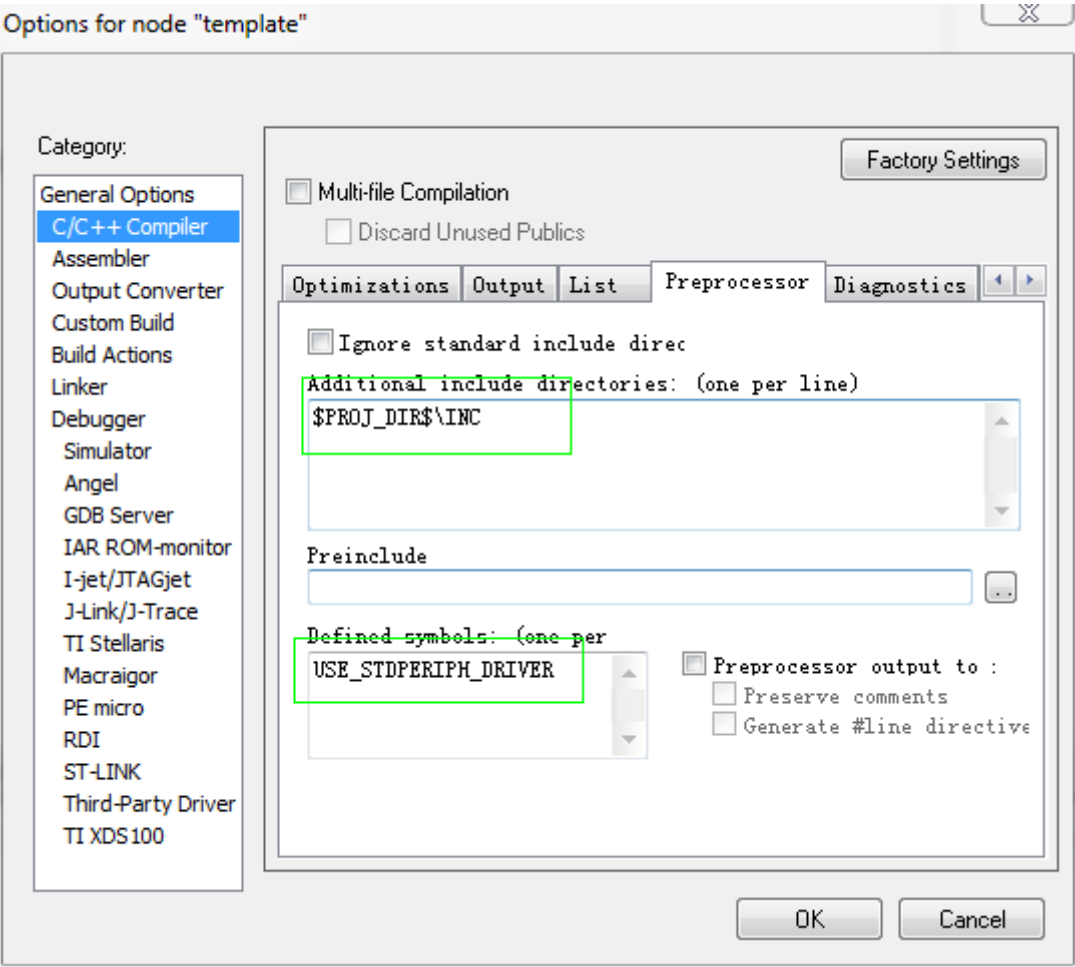 Options for node "template"
Category:
Factory Settings
General Options
C/C++ Compiler
Assembler
Output Converter
Custom Build
Build Actions
Linker
Debugger
Simulator
Angel
GDB Server
IAR ROM-monitor
I-jet/JTAGjet
J-Link/J-Trace
TI Stellaris
Macraigor
PE micro
RDI
ST-LINK
Third-Party Driver
TI XDS100
Multi-file Compilation
Discard Unused Publics
Optimizations Output List Preprocessor Diagnostics
Ignore standard include direc
Additional include directories: (one per line)
$PROJ_DIR$\INC
Preinclude
..
Defined symbols: (one per
USE_STDPERIPH_DRIVER
Preprocessor output to :
Preserve comments
Generate #line directive
OK Cancel